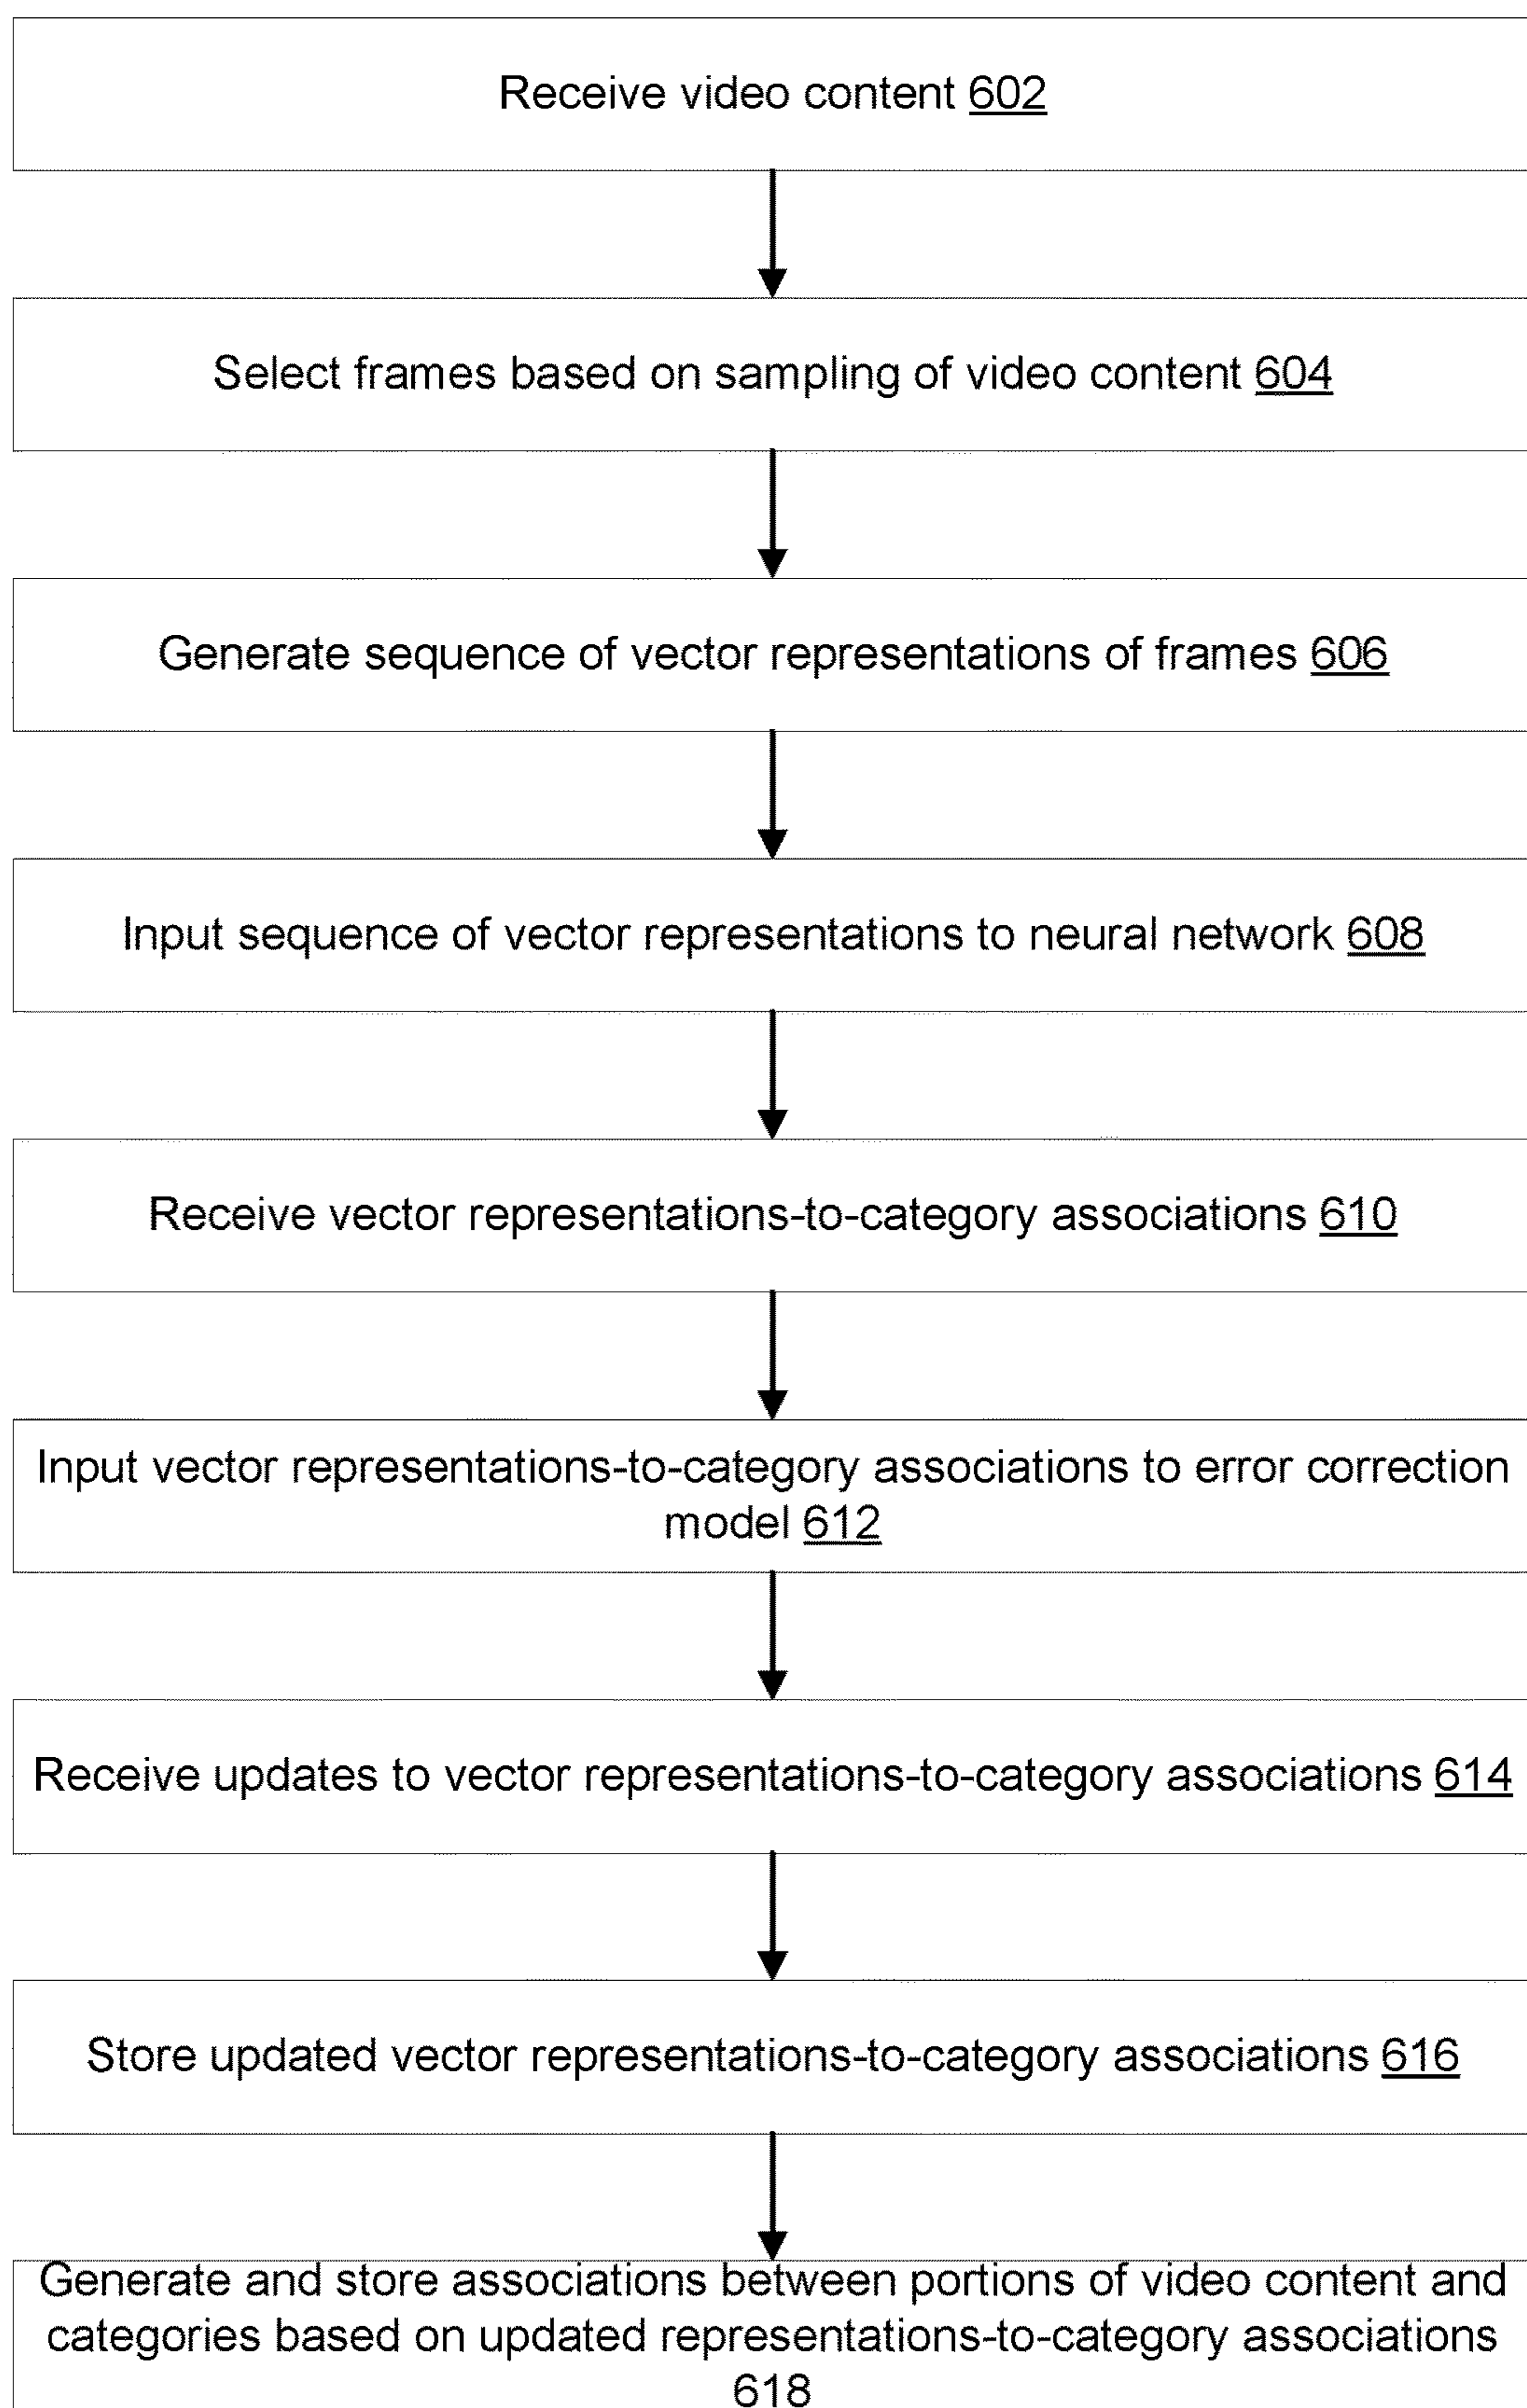 Receive video content 602
Select frames based on sampling of video content 604
Generate sequence of vector representations of frames 606
Input sequence of vector representations to neural network 608
Receive vector representations-to-category associations 610
Input vector representations-to-category associations to error correction
model 612
Receive updates to vector representations-to-category associations 614
Store updated vector representations-to-category associations 616
Generate and store associations between portions of video content and
categories based on updated representations-to-category associations
618